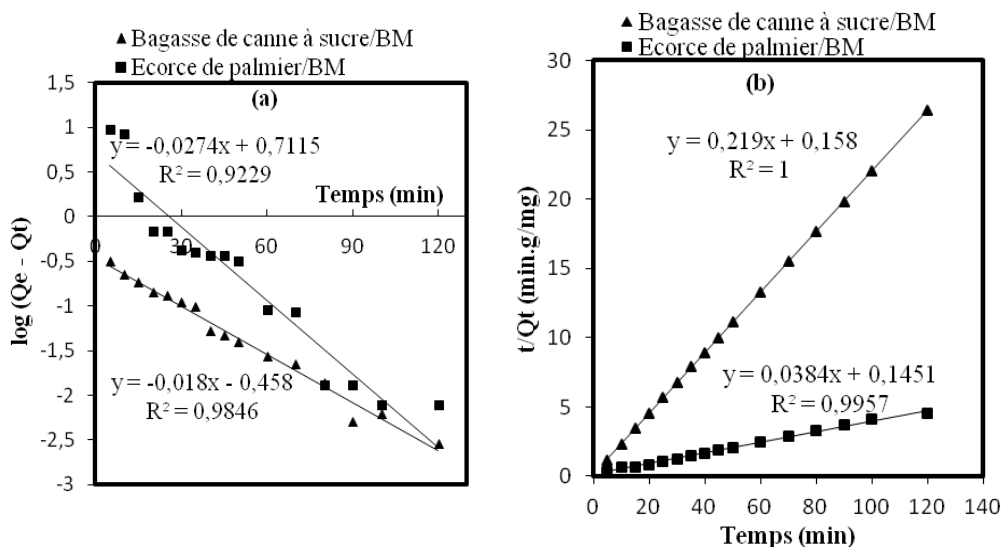 ▲ Bagasse de canne à sucre/BM
■ Ecorce de palmier/BM
(a)
1,5
1
0,5
0
-0,5
-1
-1,5
-2
-2,5
-3
log (Qe - Qt)
y = -0,0274x + 0,7115
R² = 0,9229
Temps (min)
0 30 60 90 120
y = -0,018x - 0,458
R² = 0,9846
▲ Bagasse de canne à sucre/BM
■ Ecorce de palmier/BM
(b)
30
25
20
15
10
5
0
t/Qt (min.g/mg)
y = 0,219x + 0,158
R² = 1
y = 0,0384x + 0,1451
R² = 0,9957
0 20 40 60 80 100 120 140
Temps (min)